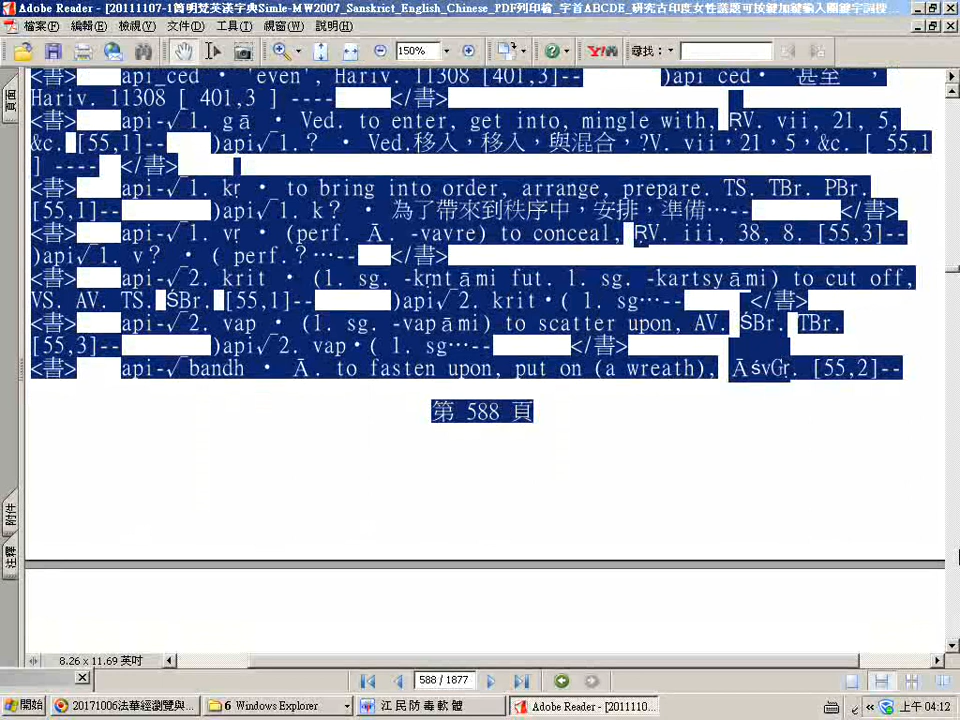 Adobe Reader - [20111107-1簡明梵英漢字典Simle-MW2007_Sanskrict_English_Chinese_PDF列印檔_字首ABCDE_研究古印度女性議題可按鍵加鍵輸入關鍵字詞搜
檔案(F) 編輯(E) 檢視(V) 文件(D) 工具(T) 視窗(W) 說明(H)
150% 尋找：
頁面
<書> api_ced • 'even', Hariv. 11308 [401,3]-- )api ced• '甚至'，
Hariv. 11308 [ 401,3 ] ---- </書>
<書> api-√1. gā • Ved. to enter, get into, mingle with, ṚV. vii, 21, 5,
&c. [55,1]-- )api√1.？ • Ved.移入，移入，與混合，?V. vii，21，5，&c. [ 55,1
] ---- </書>
<書> api-√1. kṛ • to bring into order, arrange, prepare. TS. TBr. PBr.
[55,1]-- )api√1. k？ • 為了帶來到秩序中，安排，準備…-- </書>
<書> api-√1. vṛ • (perf. Ā. -vavre) to conceal, ṚV. iii, 38, 8. [55,3]--
)api√1. v？ • ( perf.？…-- </書>
<書> api-√2. krit • (1. sg. -kṛntāmi fut. 1. sg. -kartsyāmi) to cut off,
VS. AV. TS. ŚBr. [55,1]-- )api√2. krit•( 1. sg…-- </書>
<書> api-√2. vap • (1. sg. -vapāmi) to scatter upon, AV. ŚBr. TBr.
[55,3]-- )api√2. vap•( 1. sg…-- </書>
<書> api-√bandh • Ā. to fasten upon, put on (a wreath), ĀśvGṛ. [55,2]--
第 588 頁
附件
注釋
8.26 x 11.69 英吋
588 / 1877
開始 20171006法華經瀏覽與... 6 Windows Explorer 江民防毒軟體 Adobe Reader - [2011110... 上午 04:12